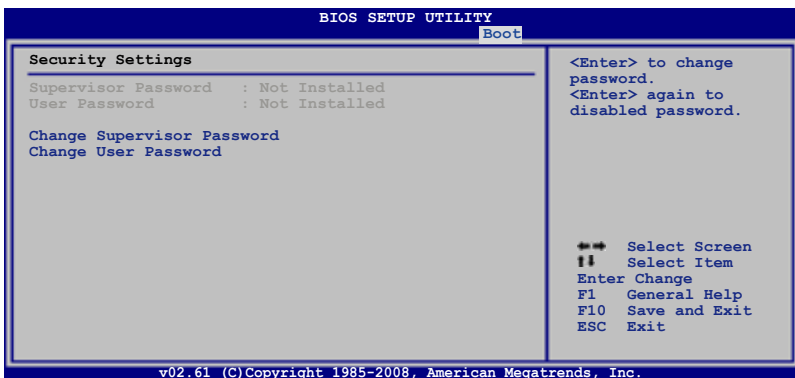 BIOS SETUP UTILITY
Boot
Security Settings
Supervisor Password : Not Installed
User Password : Not Installed
Change Supervisor Password
Change User Password
<Enter> to change
password.
<Enter> again to
disabled password.
←→ Select Screen
↑↓ Select Item
Enter Change
F1 General Help
F10 Save and Exit
ESC Exit
v02.61 (C)Copyright 1985-2008, American Megatrends, Inc.